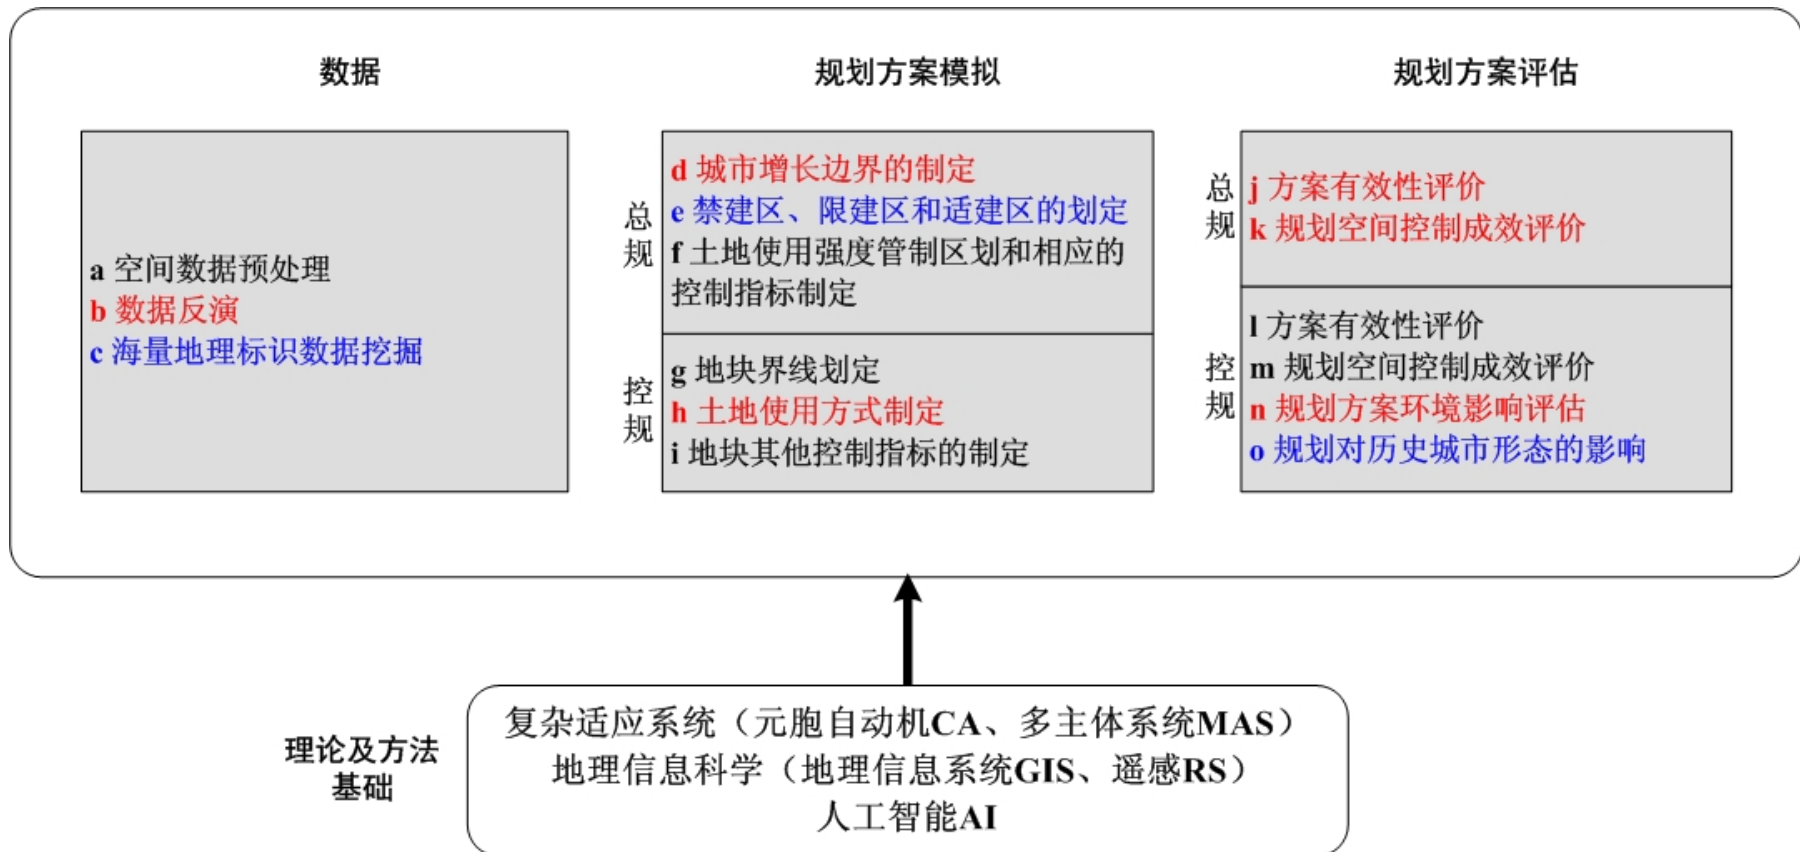 数据
a 空间数据预处理
b 数据反演
c 海量地理标识数据挖掘
规划方案模拟
总
规
d 城市增长边界的制定
e 禁建区、限建区和适建区的划定
f 土地使用强度管制区划和相应的
控制指标制定
控
规
g 地块界线划定
h 土地使用方式制定
i 地块其他控制指标的制定
规划方案评估
总
规
j 方案有效性评价
k 规划空间控制成效评价
控
规
l 方案有效性评价
m 规划空间控制成效评价
n 规划方案环境影响评估
o 规划对历史城市形态的影响
理论及方法
基础
复杂适应系统（元胞自动机CA、多主体系统MAS）
地理信息科学（地理信息系统GIS、遥感RS）
人工智能AI